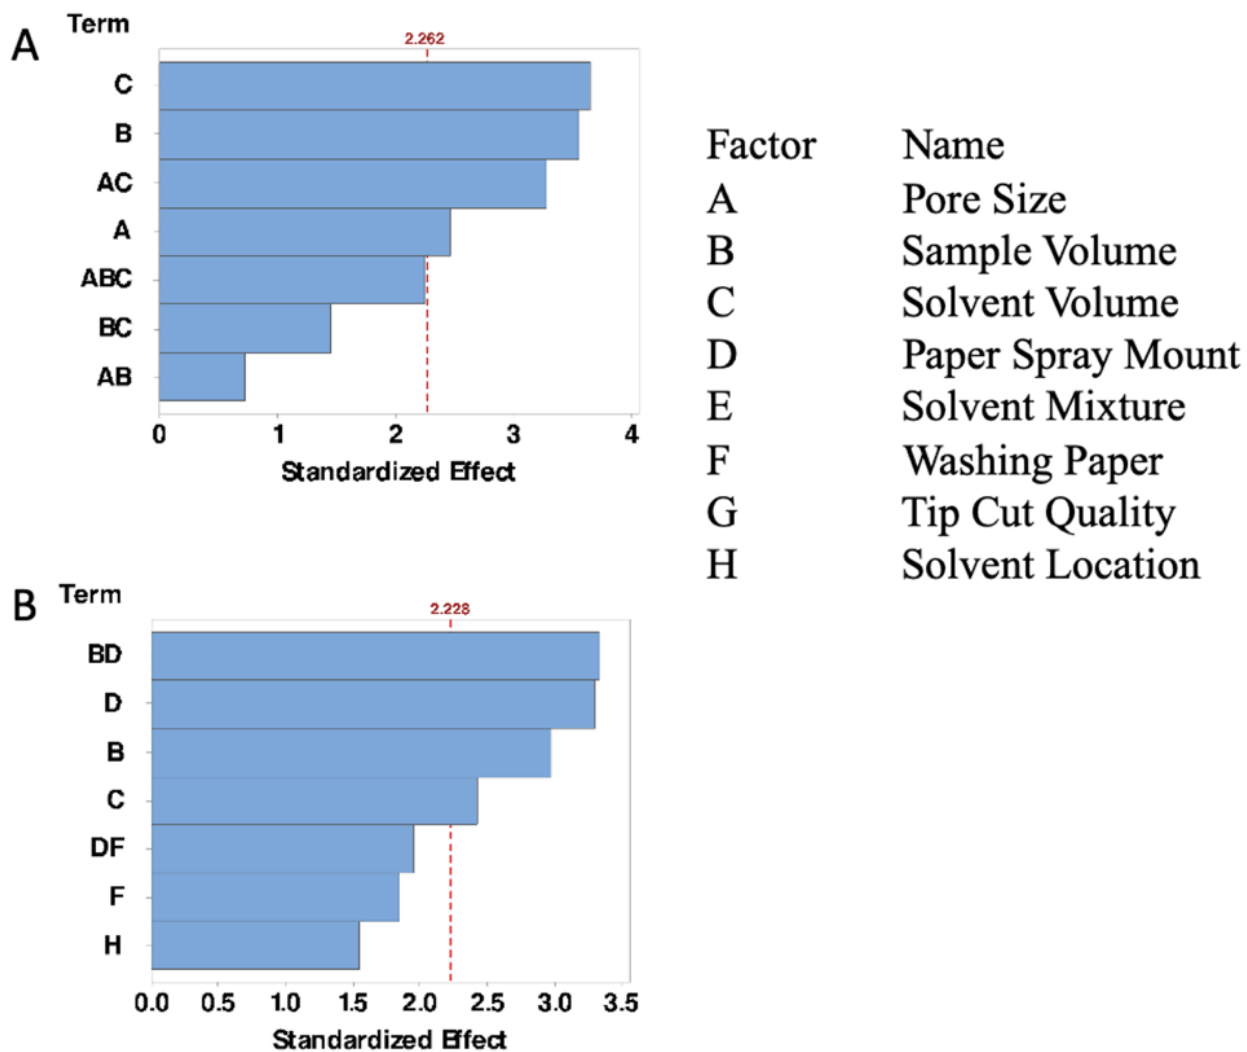 A
Term
2.262
C
B
AC
A
ABC
BC
AB
0 1 2 3 4
Standardized Effect
Factor Name
A Pore Size
B Sample Volume
C Solvent Volume
D Paper Spray Mount
E Solvent Mixture
F Washing Paper
G Tip Cut Quality
H Solvent Location
B
Term
2.228
BD
D
B
C
DF
F
H
0.0 0.5 1.0 1.5 2.0 2.5 3.0 3.5
Standardized Effect